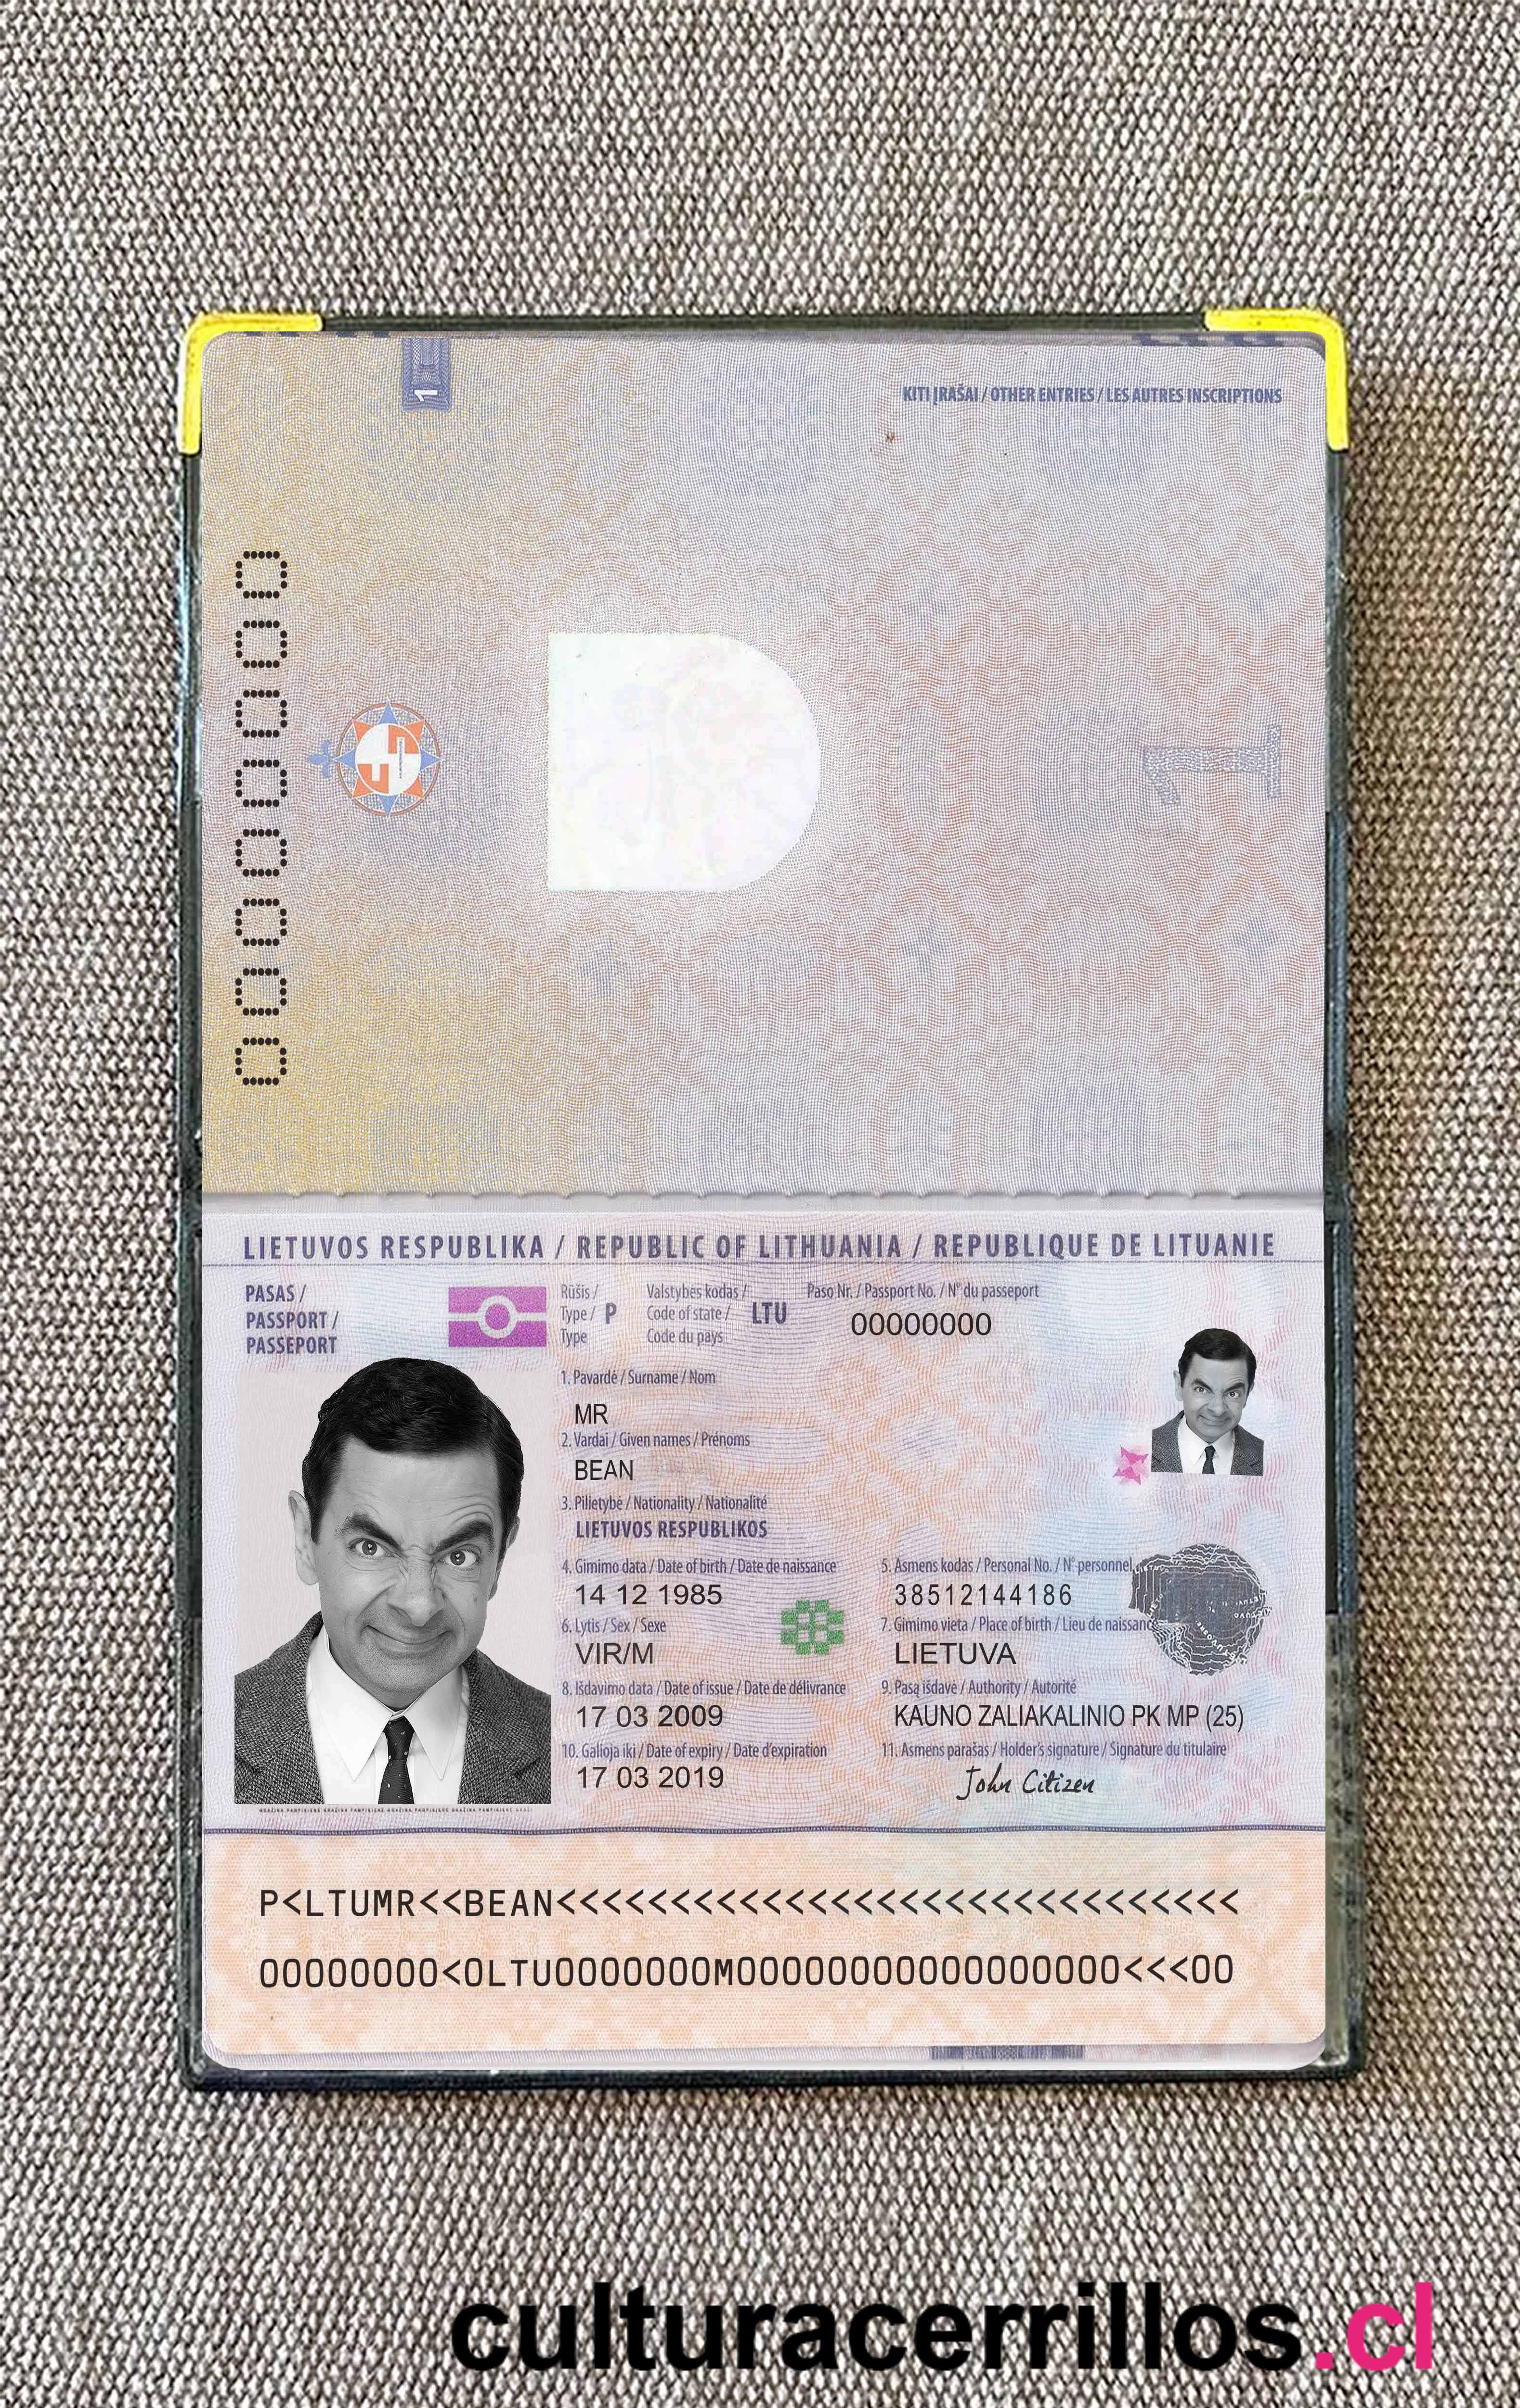 1
KITI ĮRAŠAI / OTHER ENTRIES / LES AUTRES INSCRIPTIONS
00000000
1
LIETUVOS RESPUBLIKA / REPUBLIC OF LITHUANIA / REPUBLIQUE DE LITUANIE
PASAS /
PASSPORT /
PASSEPORT
Rūšis /
Type / P
Type
Valstybės kodas /
Code of state / LTU
Code du pays
Paso Nr. / Passport No. / N° du passeport
00000000
1. Pavardė / Surname / Nom
MR
2. Vardai / Given names / Prénoms
BEAN
3. Pilietybė / Nationality / Nationalité
LIETUVOS RESPUBLIKOS
4. Gimimo data / Date of birth / Date de naissance
14 12 1985
5. Asmens kodas / Personal No. / N° personnel
38512144186
6. Lytis / Sex / Sexe
VIR/M
7. Gimimo vieta / Place of birth / Lieu de naissance
LIETUVA
8. Išdavimo data / Date of issue / Date de délivrance
17 03 2009
9. Pasą išdavė / Authority / Autorité
KAUNO ZALIAKALINIO PK MP (25)
10. Galioja iki / Date of expiry / Date d'expiration
17 03 2019
11. Asmens parašas / Holder's signature / Signature du titulaire
John Citizen
P<LTUMR<<BEAN<<<<<<<<<<<<<<<<<<<<<<<<<<<<<<
00000000<0LTU0000000M00000000000000000<<<00
culturacerrillos.cl